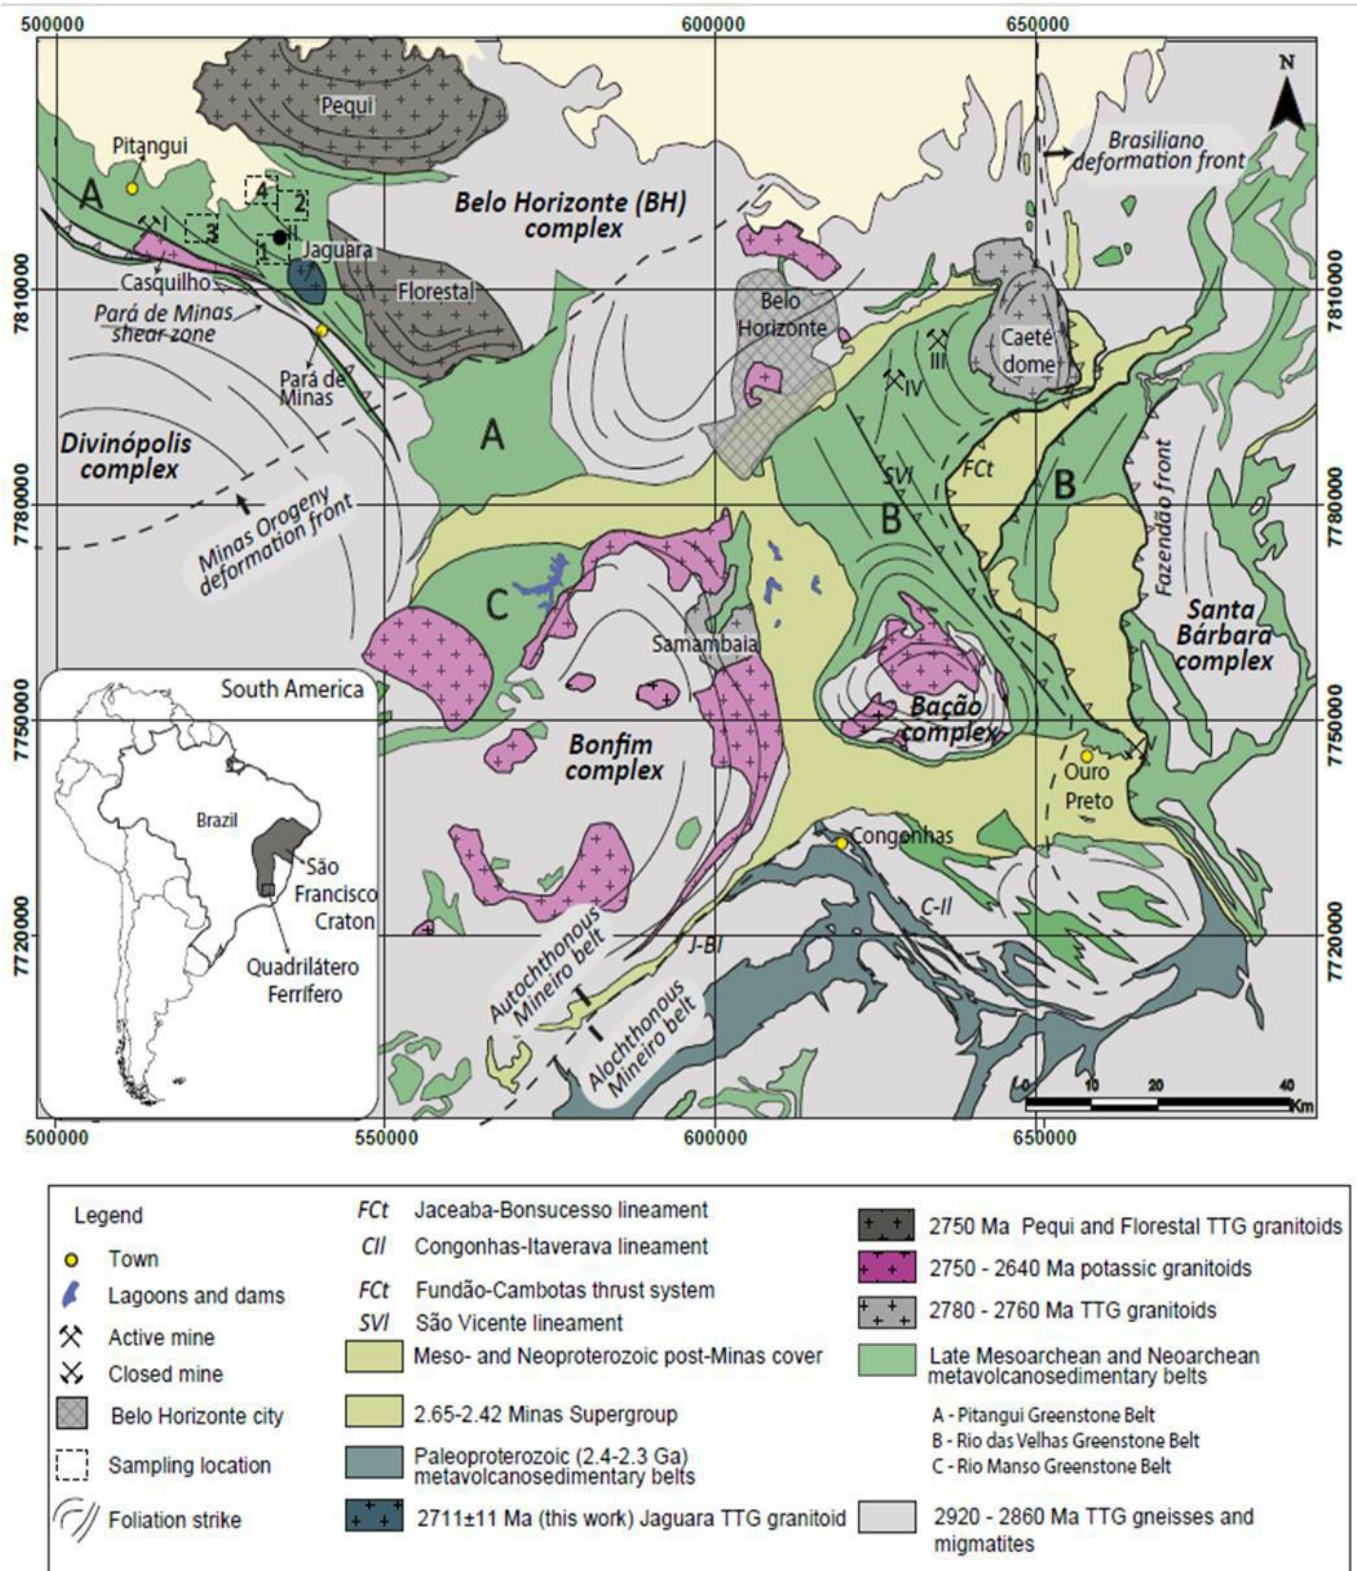 500000
600000
650000
N
Pequi
Brasiliano
deformation front
Pitangui
A
4
2
3
1
I
II
Belo Horizonte (BH)
complex
Jaguara
Casquilho
Florestal
7810000
7810000
Pará de Minas
shear zone
Belo
Horizonte
Caeté
dome
III
IV
Pará de
Minas
A
Divinópolis
complex
SVl
FCt
B
B
Fazendão front
7780000
7780000
Minas Orogeny
deformation front
C
Samambaia
Santa
Bárbara
complex
South America
Bação
complex
7750000
7750000
Bonfim
complex
V
Ouro
Preto
Brazil
Congonhas
São
Francisco
Craton
C-Il
7720000
7720000
J-Bl
Quadrilátero
Ferrífero
Autochthonous
Mineiro belt
Alochthonous
Mineiro belt
0
10
20
40
Km
500000
550000
600000
650000
Legend
Town
Lagoons and dams
Active mine
Closed mine
Belo Horizonte city
Sampling location
Foliation strike
FCt Jaceaba-Bonsucesso lineament
CIl Congonhas-Itaverava lineament
FCt Fundão-Cambotas thrust system
SVl São Vicente lineament
Meso- and Neoproterozoic post-Minas cover
2.65-2.42 Minas Supergroup
Paleoproterozoic (2.4-2.3 Ga)
metavolcanosedimentary belts
2711±11 Ma (this work) Jaguara TTG granitoid
2750 Ma Pequi and Florestal TTG granitoids
2750 - 2640 Ma potassic granitoids
2780 - 2760 Ma TTG granitoids
Late Mesoarchean and Neoarchean
metavolcanosedimentary belts
A - Pitangui Greenstone Belt
B - Rio das Velhas Greenstone Belt
C - Rio Manso Greenstone Belt
2920 - 2860 Ma TTG gneisses and
migmatites